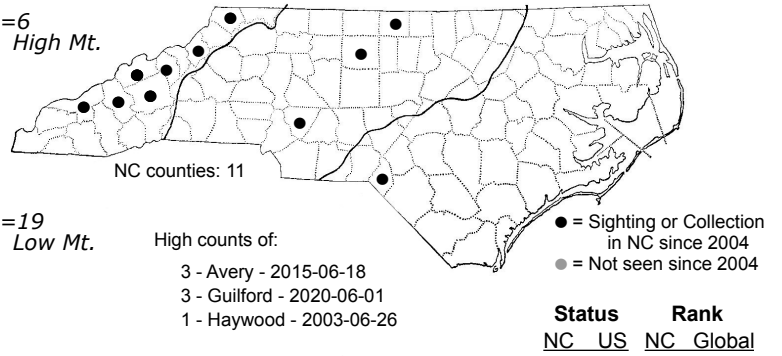 =6
High Mt.
NC counties: 11
=19
Low Mt.
High counts of:
3 - Avery - 2015-06-18
3 - Guilford - 2020-06-01
1 - Haywood - 2003-06-26
= Sighting or Collection
in NC since 2004
= Not seen since 2004
Status Rank
NC US NC Global